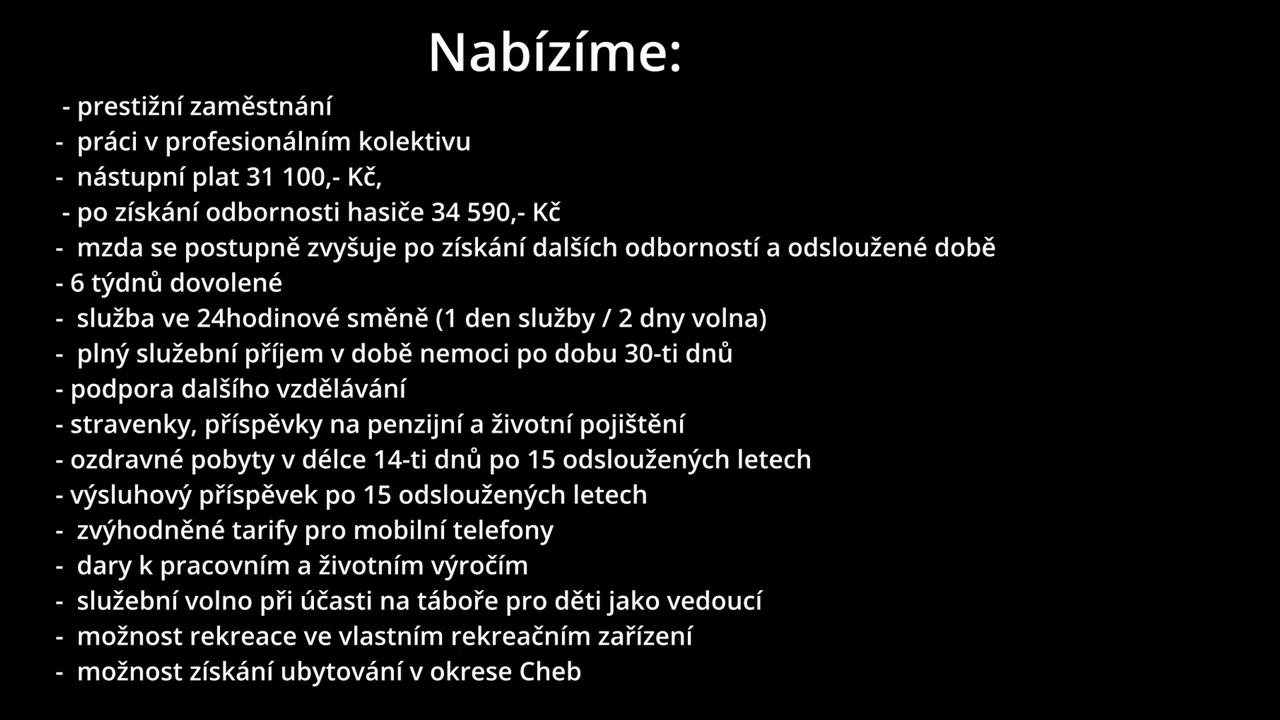 Nabízíme:
- prestižní zaměstnání
- práci v profesionálním kolektivu
- nástupní plat 31 100,- Kč,
- po získání odbornosti hasiče 34 590,- Kč
- mzda se postupně zvyšuje po získání dalších odborností a odsloužené době
- 6 týdnů dovolené
- služba ve 24hodinové směně (1 den služby / 2 dny volna)
- plný služební příjem v době nemoci po dobu 30-ti dnů
- podpora dalšího vzdělávání
- stravenky, příspěvky na penzijní a životní pojištění
- ozdravné pobyty v délce 14-ti dnů po 15 odsloužených letech
- výsluhový příspěvek po 15 odsloužených letech
- zvýhodněné tarify pro mobilní telefony
- dary k pracovním a životním výročím
- služební volno při účasti na táboře pro děti jako vedoucí
- možnost rekreace ve vlastním rekreačním zařízení
- možnost získání ubytování v okrese Cheb